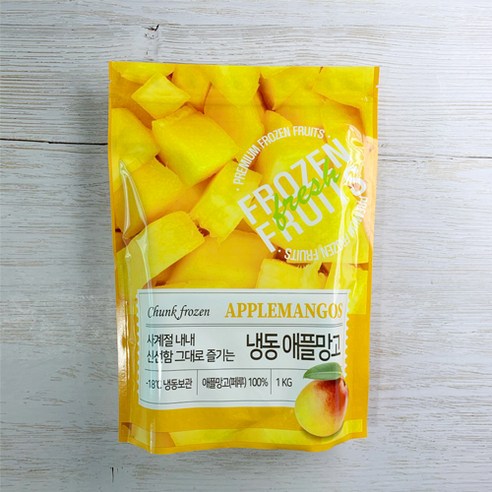 PREMIUM FROZEN FRUITS
FROZEN
fresh
FRUITS
FROZEN FRUITS
Chunk frozen APPLEMANGOS
사계절 내내
신선함 그대로 즐기는
냉동 애플망고
-18℃ 냉동보관 애플망고(페루) 100% 1 KG